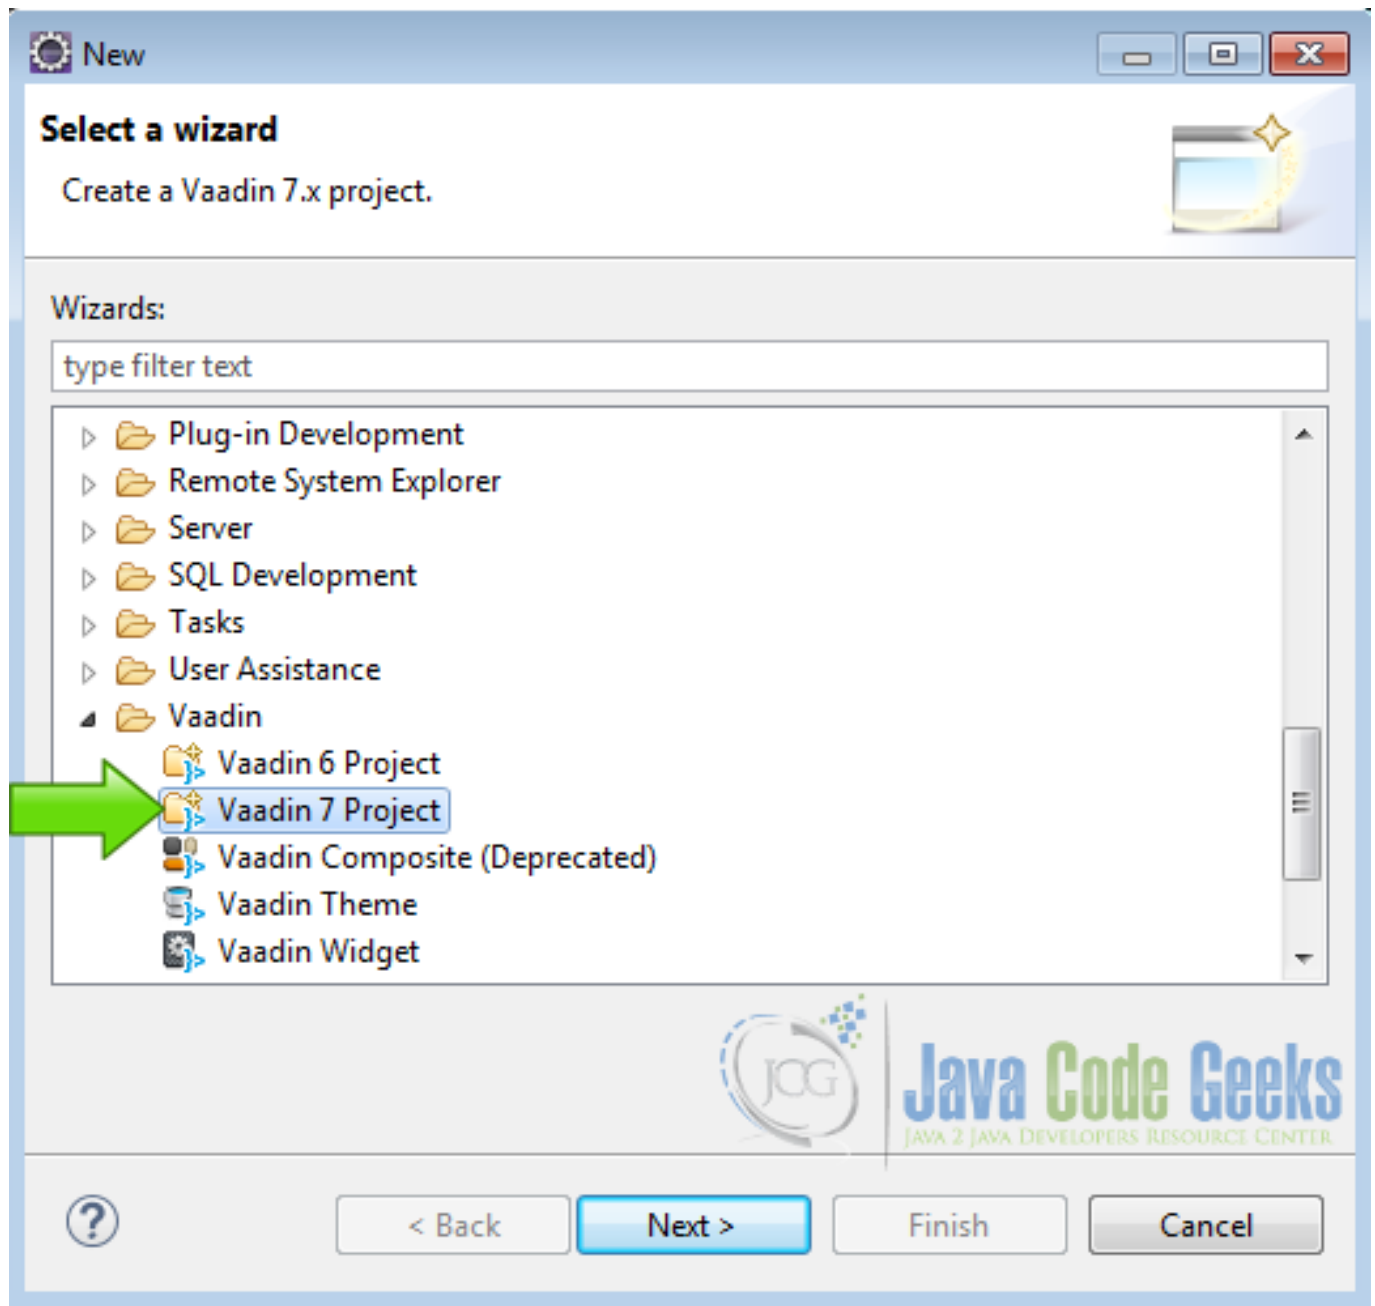 New
Select a wizard
Create a Vaadin 7.x project.
Wizards:
type filter text
Plug-in Development
Remote System Explorer
Server
SQL Development
Tasks
User Assistance
Vaadin
Vaadin 6 Project
Vaadin 7 Project
Vaadin Composite (Deprecated)
Vaadin Theme
Vaadin Widget
JCG
Java Code Geeks
JAVA 2 JAVA DEVELOPERS RESOURCE CENTER
?
< Back
Next >
Finish
Cancel